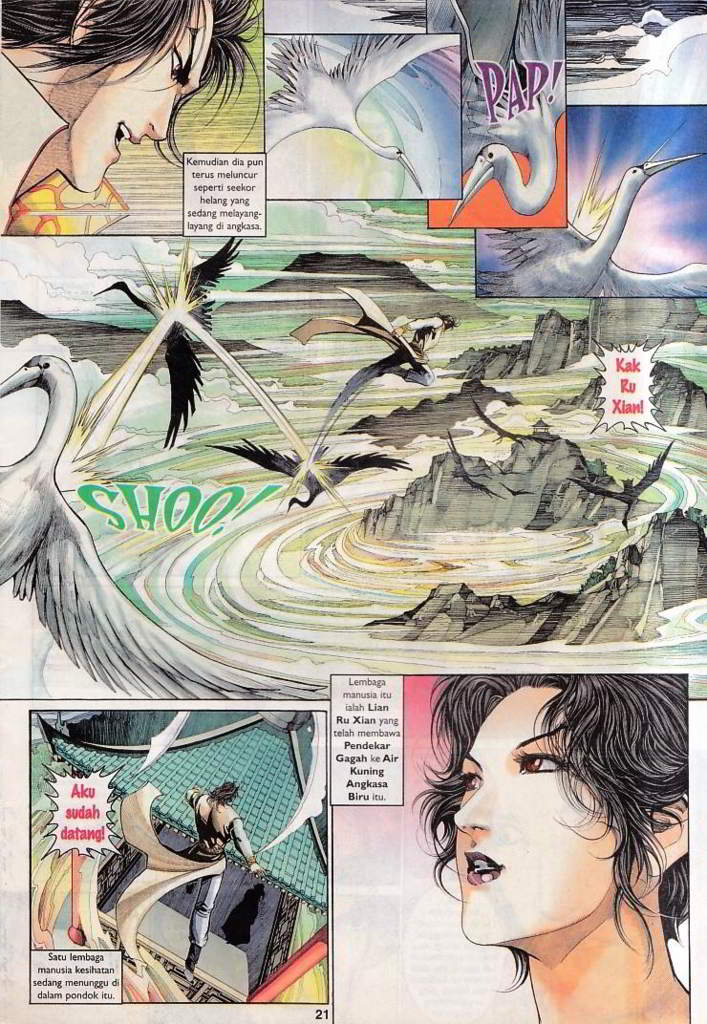 Kemudian dia pun
terus meluncur
seperti seekor
helang yang
sedang melayang-
layang di angkasa.
PAP!
Kak
Ru
Xian!
SHOO!
Lembaga
manusia itu
ialah Lian
Ru Xian yang
telah membawa
Pendekar
Gagah ke Air
Kuning
Angkasa
Biru itu.
Aku
sudah
datang!
Satu lembaga
manusia kesihatan
sedang menunggu di
dalam pondok itu.
21